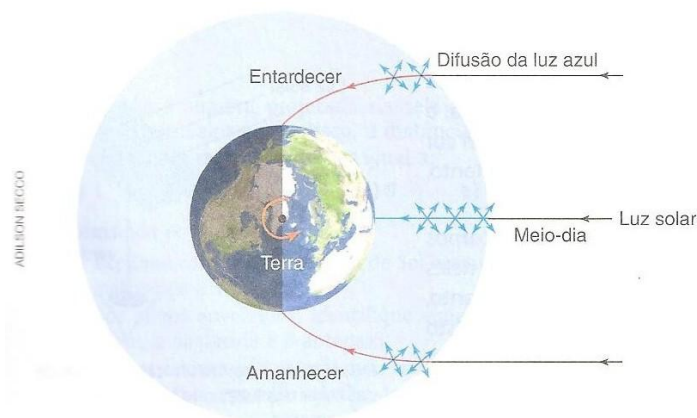 Difusão da luz azul
Entardecer
Luz solar
Meio-dia
Terra
Amanhecer
ADILSON SECCO